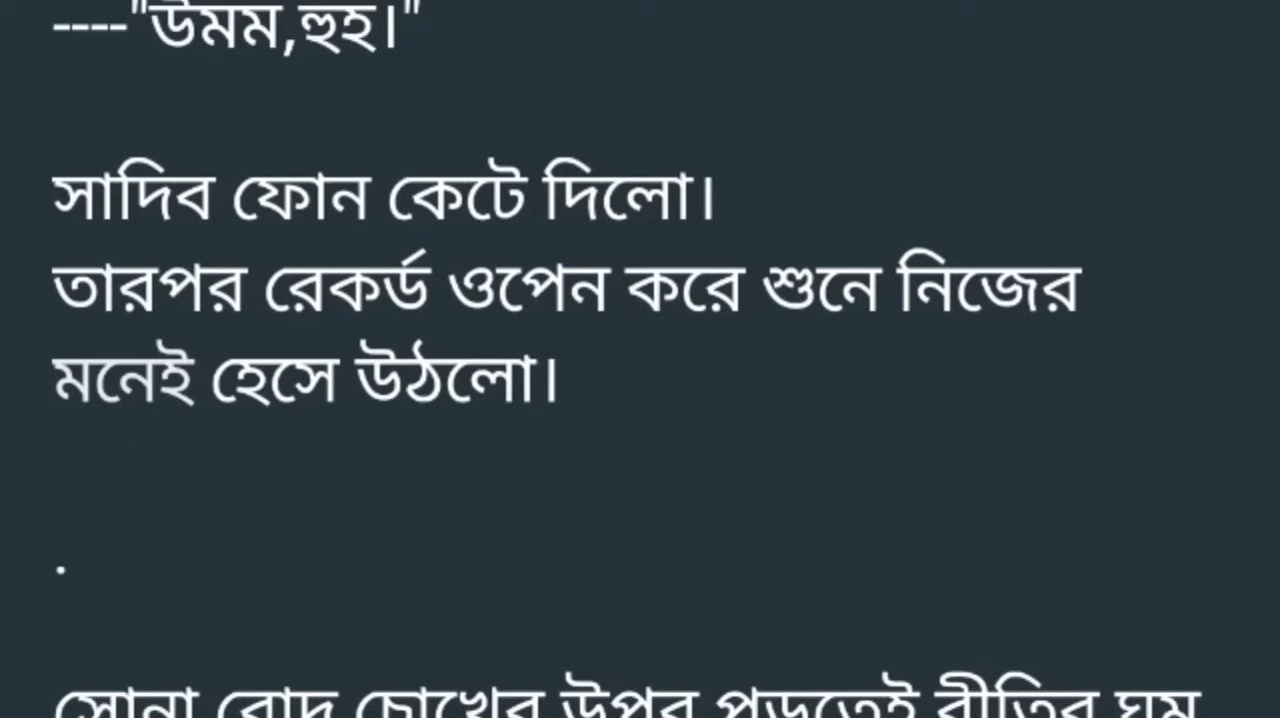 ----"উমম,হুহ।"
সাদিব ফোন কেটে দিলো।
তারপর রেকর্ড ওপেন করে শুনে নিজের
মনেই হেসে উঠলো।
.
সোনা রোদ চোখের উপর পড়তেই রীতির ঘুম